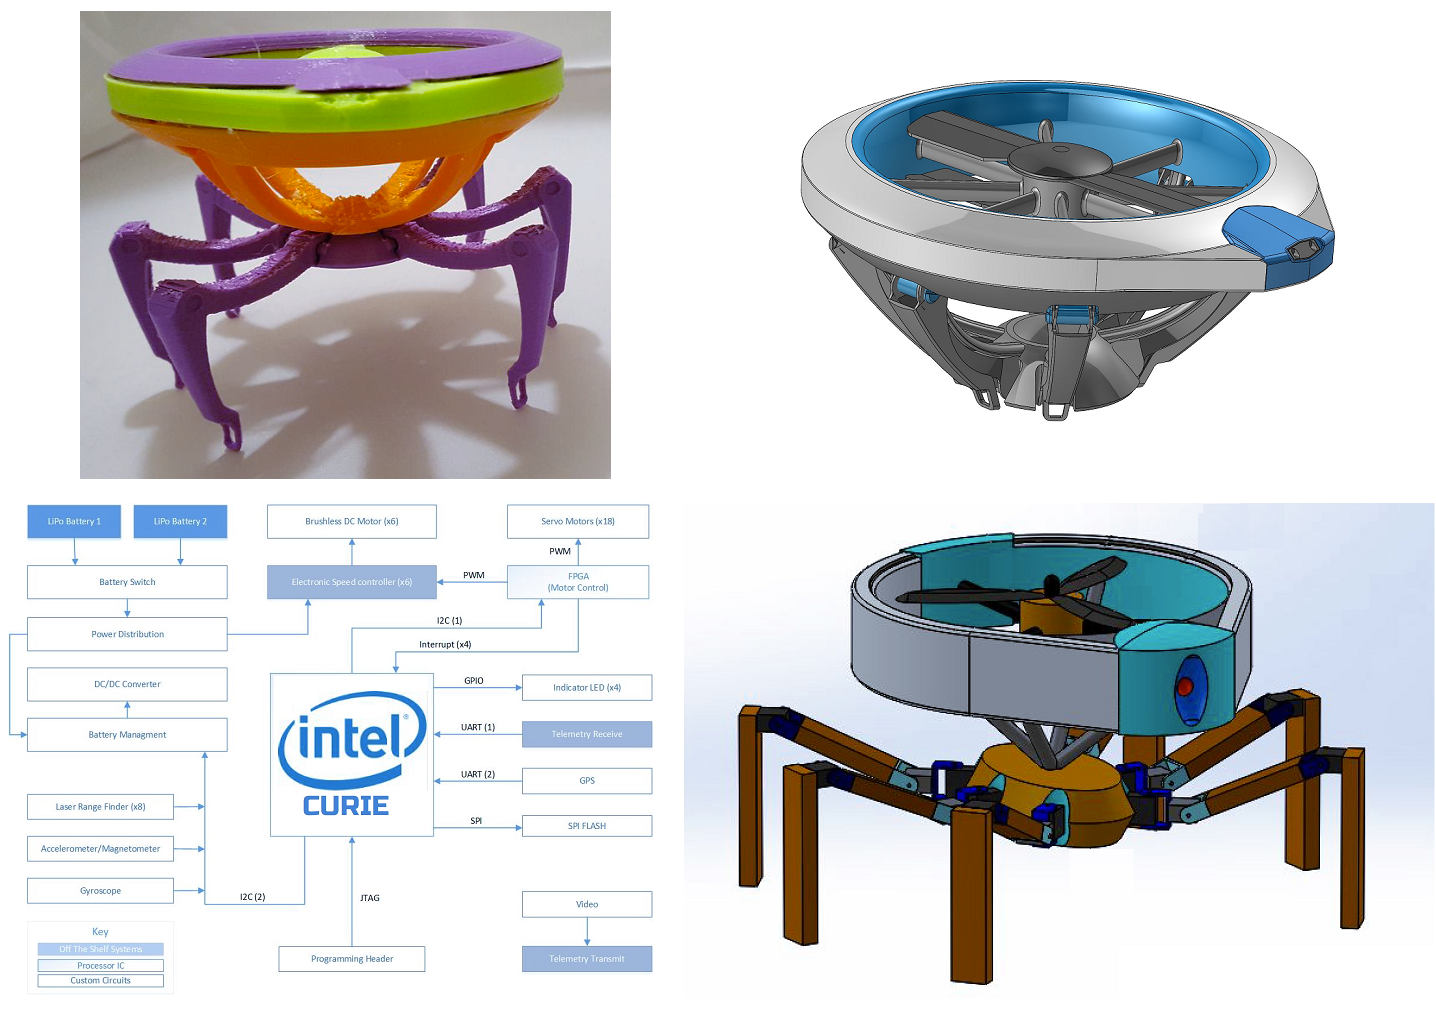 LiPo Battery 1
LiPo Battery 2
Battery Switch
Power Distribution
DC/DC Converter
Battery Managment
Laser Range Finder (x8)
Accelerometer/Magnetometer
Gyroscope
I2C (2)
Key
Off The Shelf Systems
Processor IC
Custom Circuits
Brushless DC Motor (x6)
Servo Motors (x18)
PWM
Electronic Speed controller (x6)
PWM
FPGA
(Motor Control)
I2C (1)
Interrupt (x4)
intel®
CURIE
GPIO
Indicator LED (x4)
UART (1)
Telemetry Receive
UART (2)
GPS
SPI
SPI FLASH
JTAG
Programming Header
Video
Telemetry Transmit